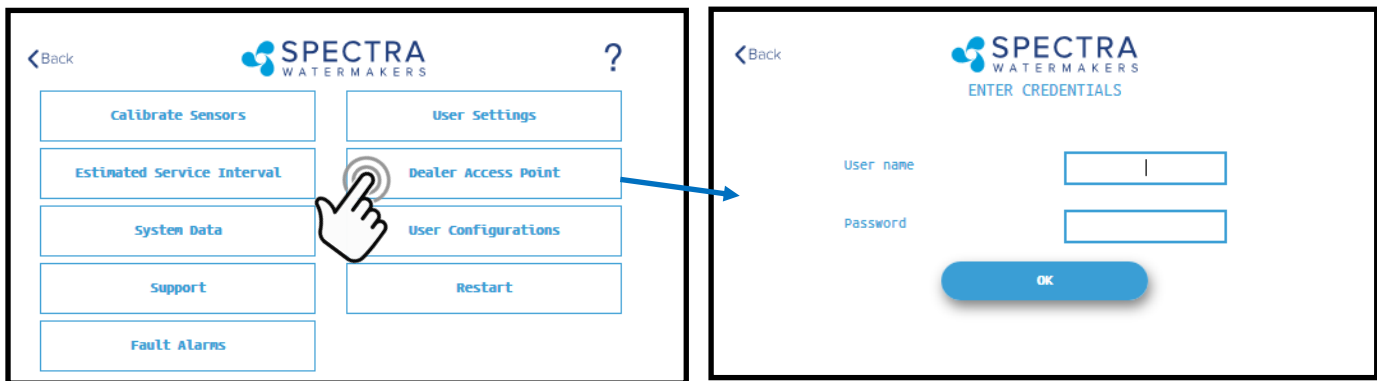 Back
SPECTRA
WATERMAKERS
?
Calibrate Sensors
User Settings
Estimated Service Interval
Dealer Access Point
System Data
User Configurations
Support
Restart
Fault Alarms
Back
SPECTRA
WATERMAKERS
ENTER CREDENTIALS
User name
Password
OK